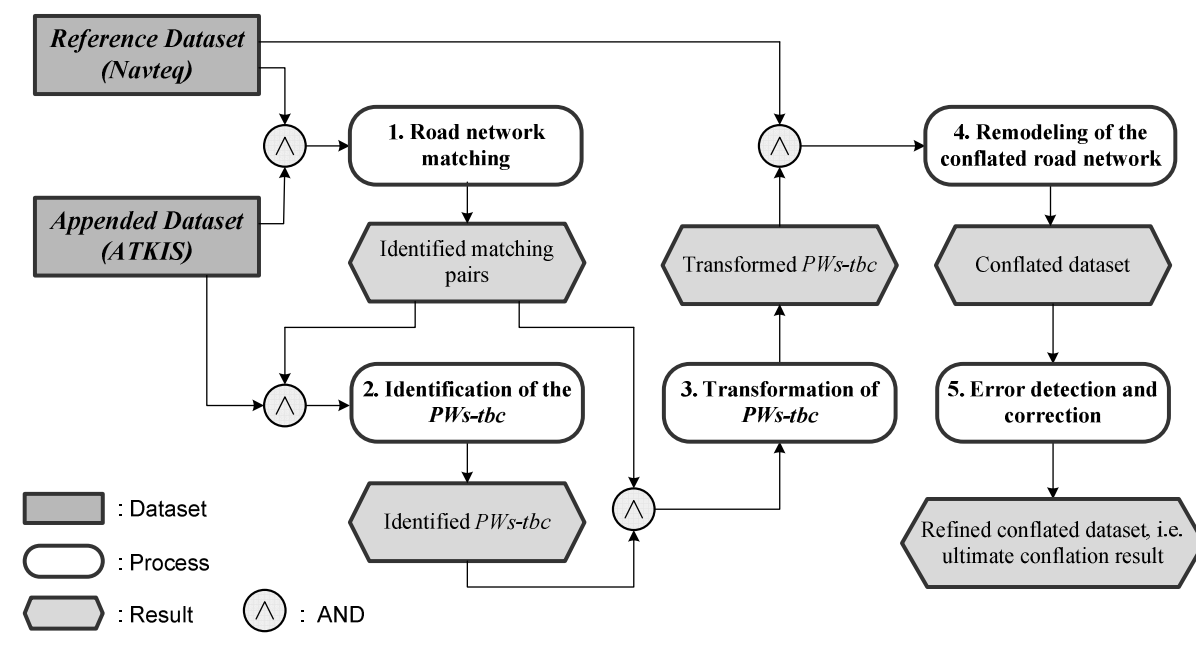 Reference Dataset
(Navteq)
1. Road network
matching
4. Remodeling of the
conflated road network
Appended Dataset
(ATKIS)
Identified matching
pairs
Transformed PWs-tbc
Conflated dataset
2. Identification of the
PWs-tbc
3. Transformation of
PWs-tbc
5. Error detection and
correction
Identified PWs-tbc
Refined conflated dataset, i.e.
ultimate conflation result
: Dataset
: Process
: Result
: AND